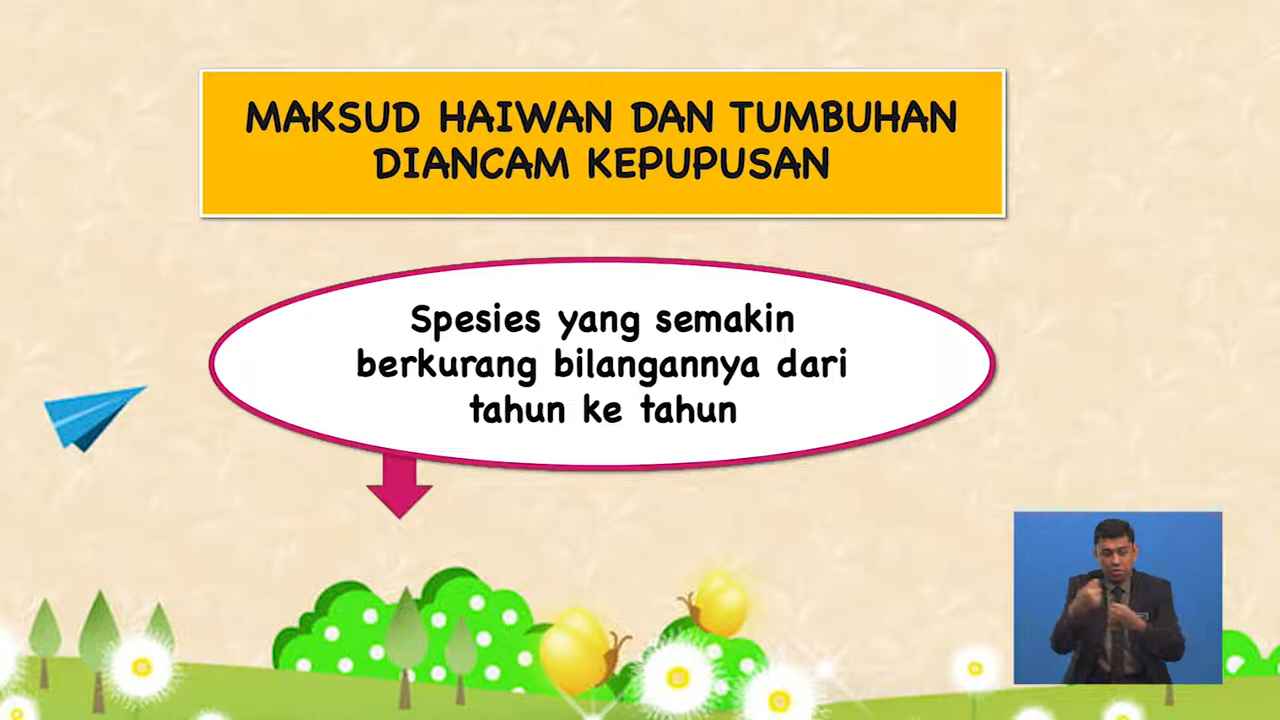 MAKSUD HAIWAN DAN TUMBUHAN
DIANCAM KEPUPUSAN
Spesies yang semakin
berkurang bilangannya dari
tahun ke tahun